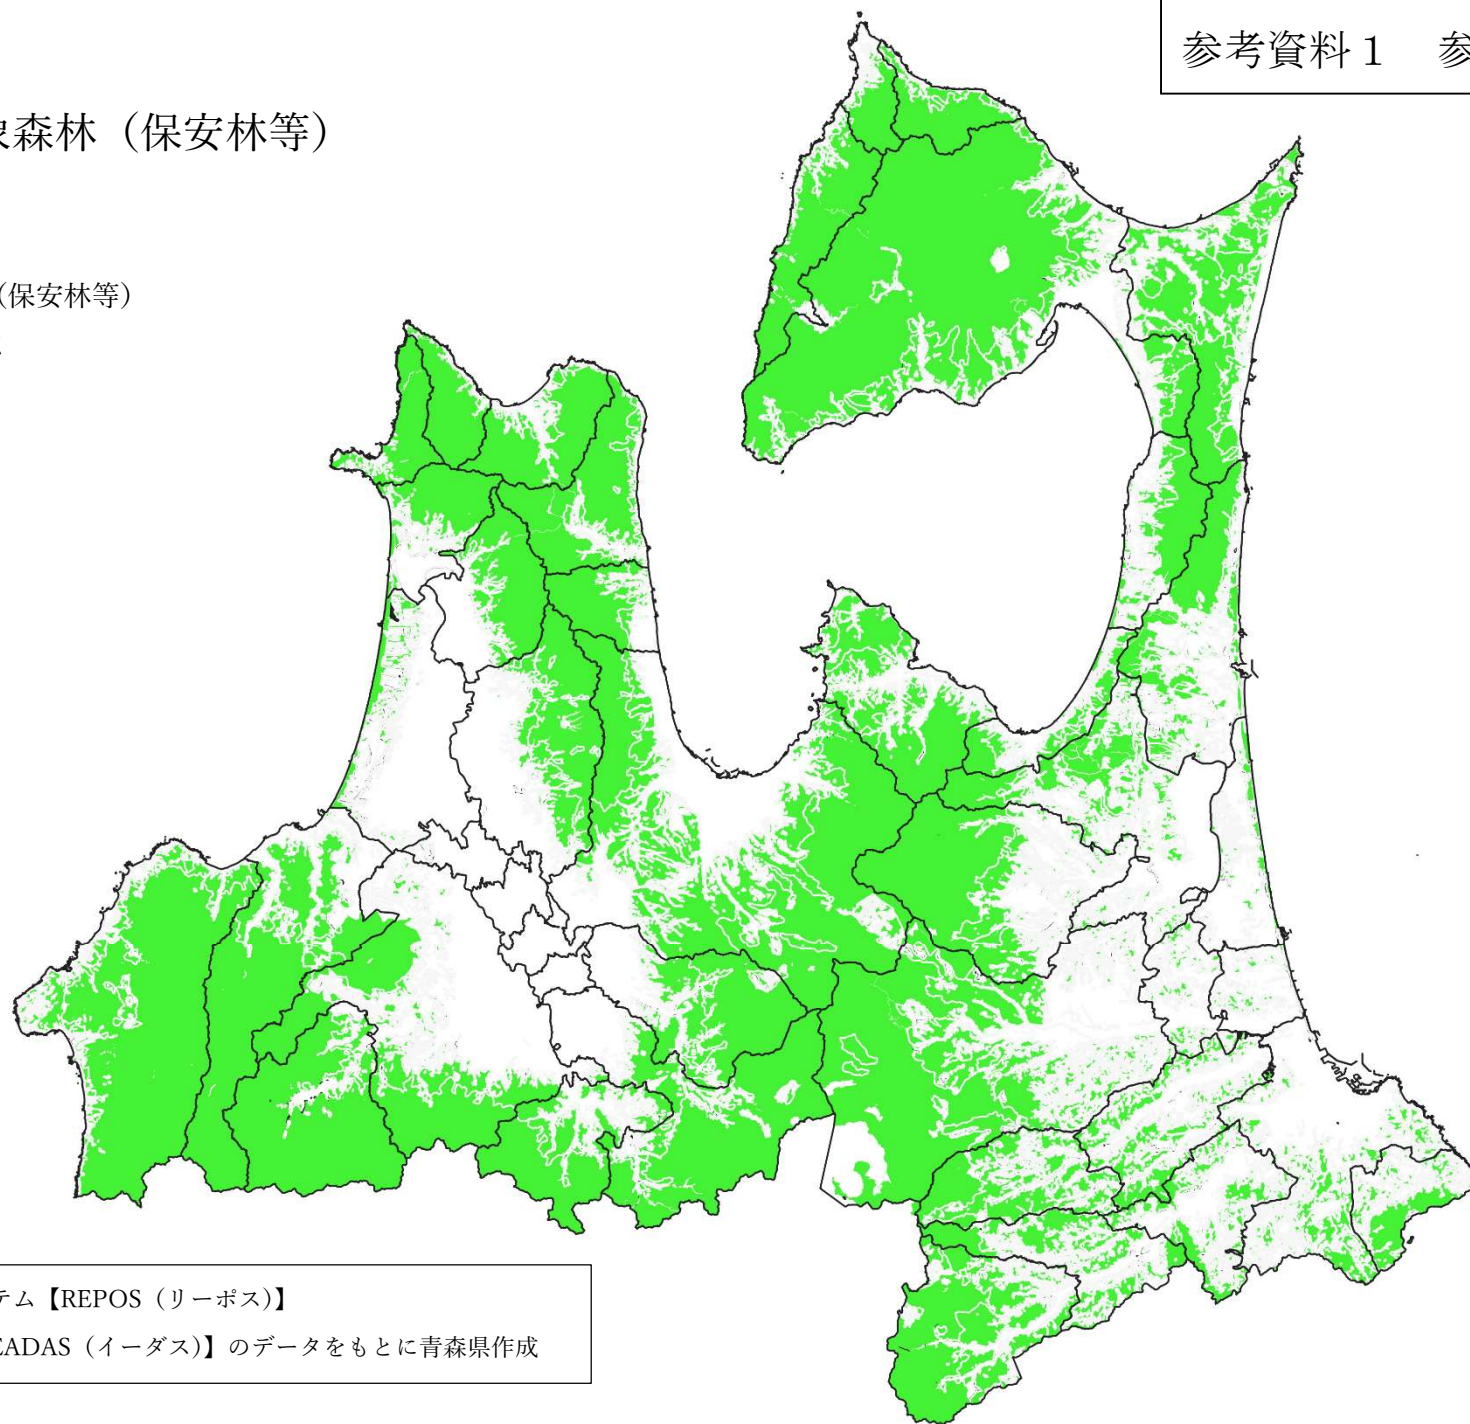 参考資料１　参
象森林（保安林等）
（保安林等）
テム【REPOS（リーポス）】
EADAS（イーダス）】のデータをもとに青森県作成